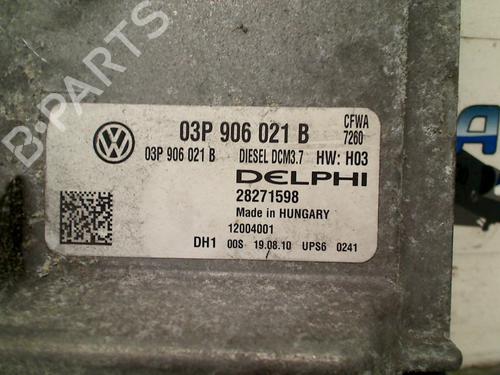 B-PARTS
03P 906 021 B
CFWA
7260
03P 906 021 B DIESEL DCM3.7 HW: H03
DELPHI
28271598
Made in HUNGARY
12004001
DH1 00S 19.08.10 UPS6 0241